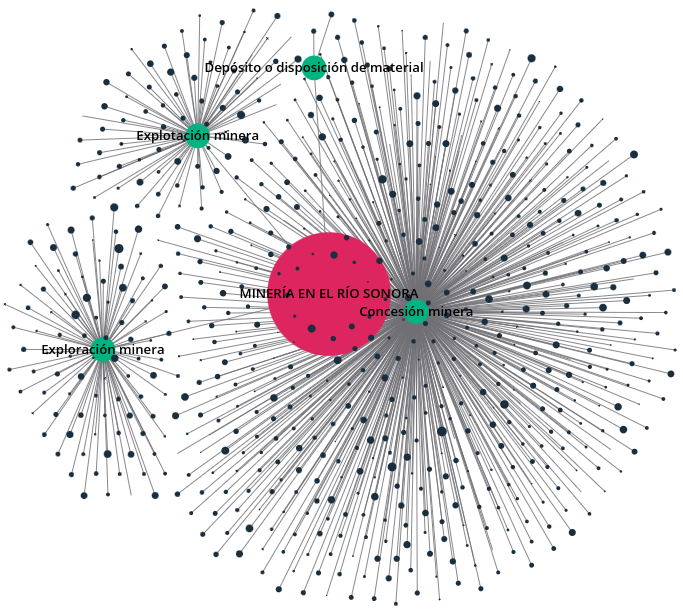 Depósito o disposición de material
Explotación minera
MINERÍA EN EL RÍO SONORA
Concesión minera
Exploración minera